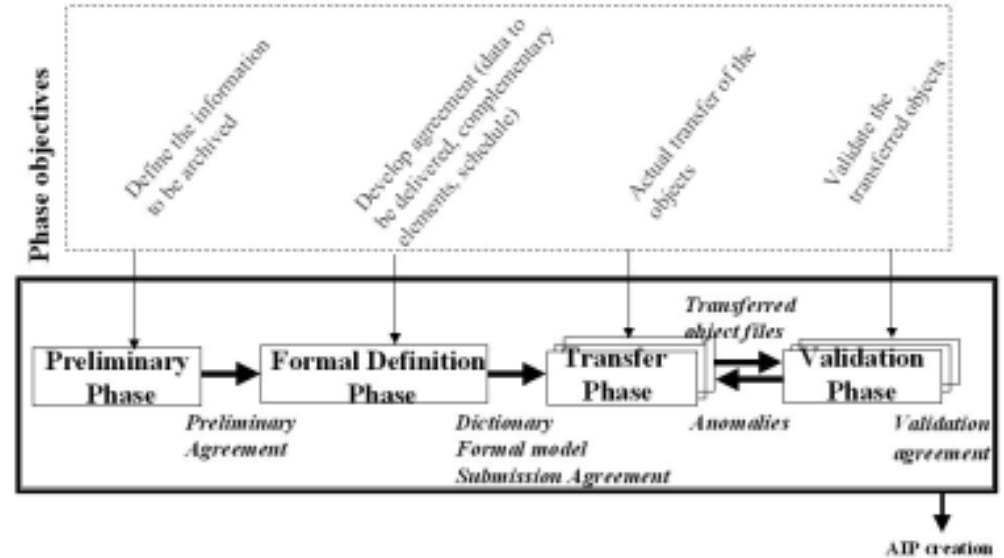 Phase objectives
Define the information
to be archived
Develop agreement (data to
be delivered, complementary
elements, schedule)
Actual transfer of the
objects
Validate the
transferred objects
Transferred
object files
Preliminary
Phase
Formal Definition
Phase
Transfer
Phase
Validation
Phase
Preliminary
Agreement
Dictionary
Formal model
Submission Agreement
Anomalies
Validation
agreement
AIP creation